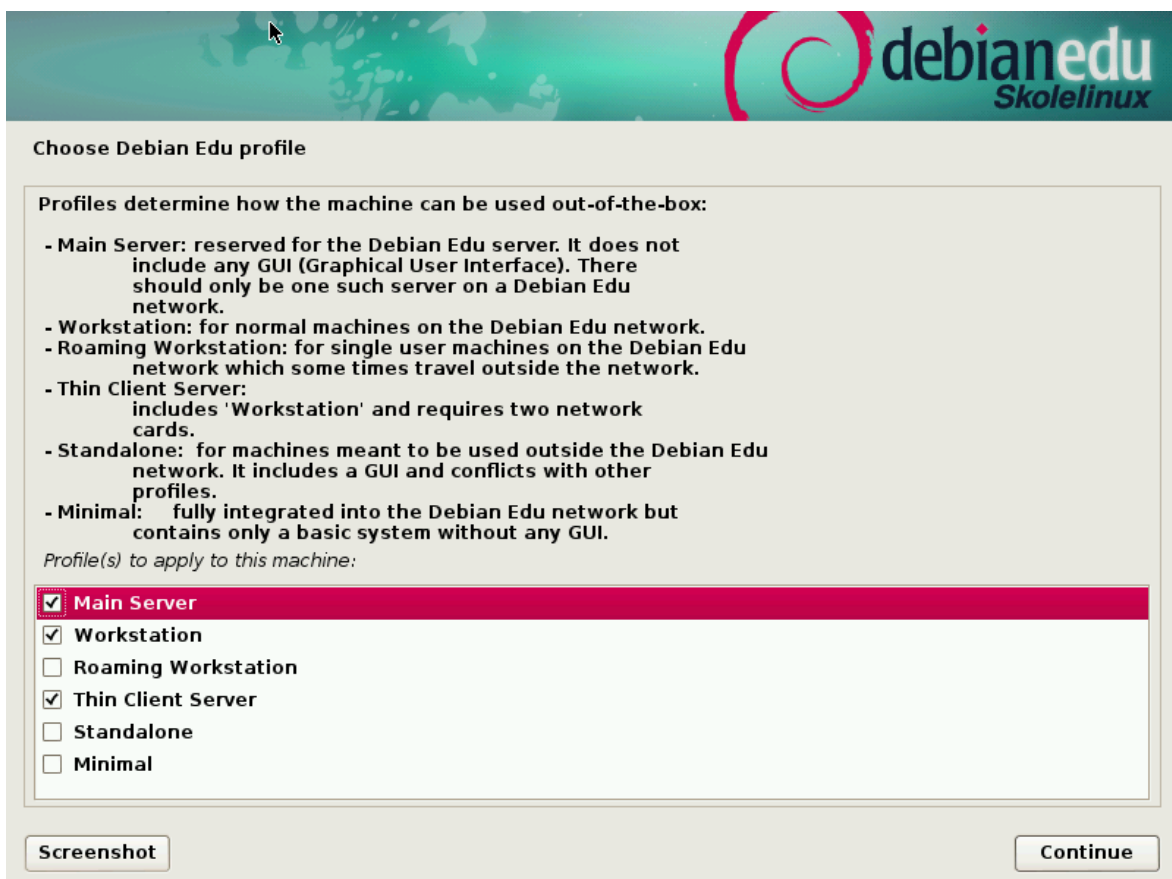 debianedu
Skolelinux
Choose Debian Edu profile
Profiles determine how the machine can be used out-of-the-box:
- Main Server: reserved for the Debian Edu server. It does not
include any GUI (Graphical User Interface). There
should only be one such server on a Debian Edu
network.
- Workstation: for normal machines on the Debian Edu network.
- Roaming Workstation: for single user machines on the Debian Edu
network which some times travel outside the network.
- Thin Client Server:
includes 'Workstation' and requires two network
cards.
- Standalone: for machines meant to be used outside the Debian Edu
network. It includes a GUI and conflicts with other
profiles.
- Minimal: fully integrated into the Debian Edu network but
contains only a basic system without any GUI.
Profile(s) to apply to this machine:
Main Server
Workstation
Roaming Workstation
Thin Client Server
Standalone
Minimal
Screenshot
Continue